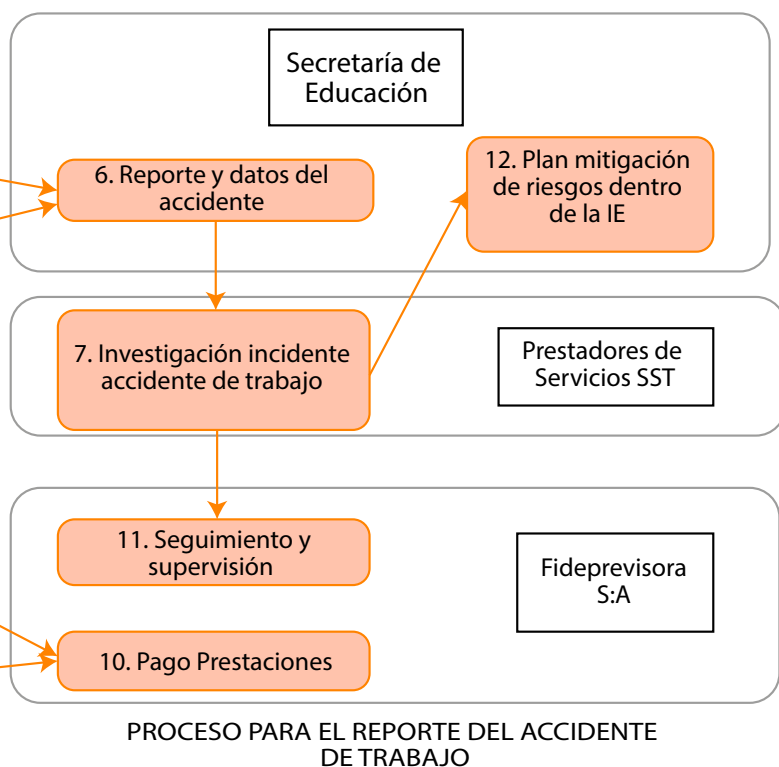 Secretaría de
Educación
6. Reporte y datos del
accidente
12. Plan mitigación
de riesgos dentro
de la IE
7. Investigación incidente
accidente de trabajo
Prestadores de
Servicios SST
11. Seguimiento y
supervisión
Fideprevisora
S:A
10. Pago Prestaciones
PROCESO PARA EL REPORTE DEL ACCIDENTE
DE TRABAJO